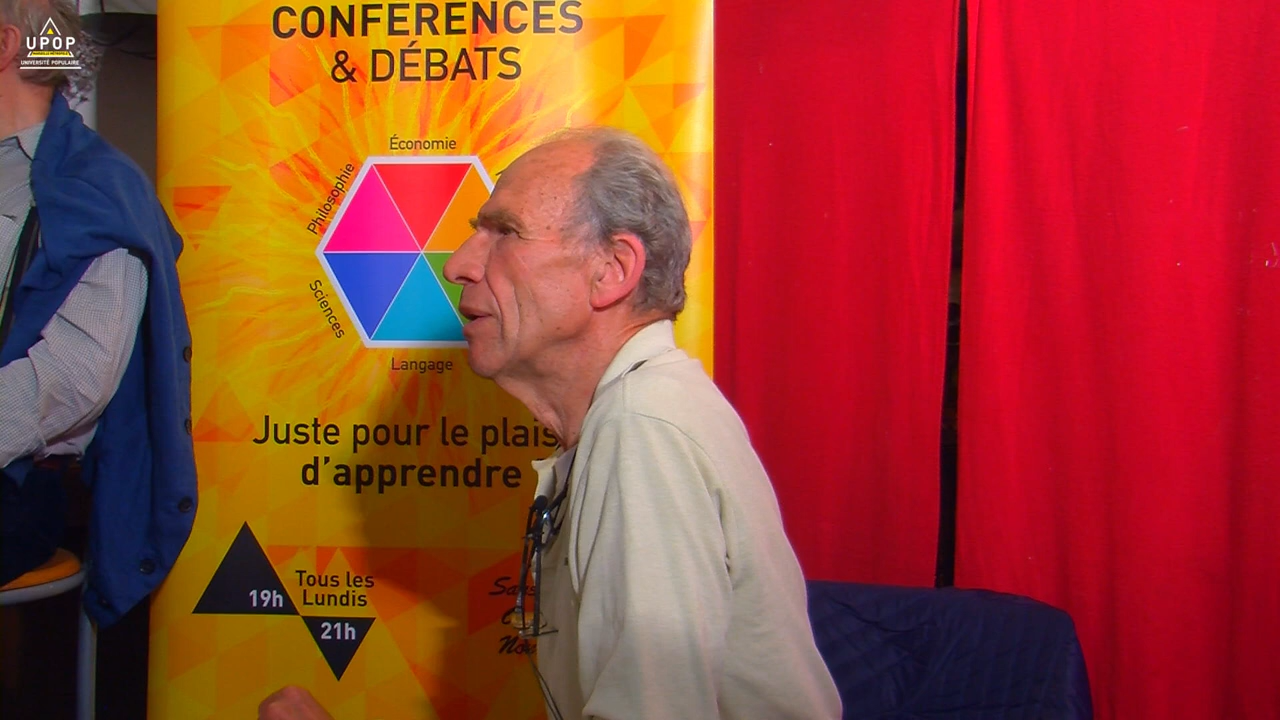 UPOP
UNIVERSITÉ POPULAIRE
CONFÉRENCES
& DÉBATS
Économie
Philosophie
Sciences
Langage
Juste pour le plais
d'apprendre
19h
Tous les
Lundis
21h